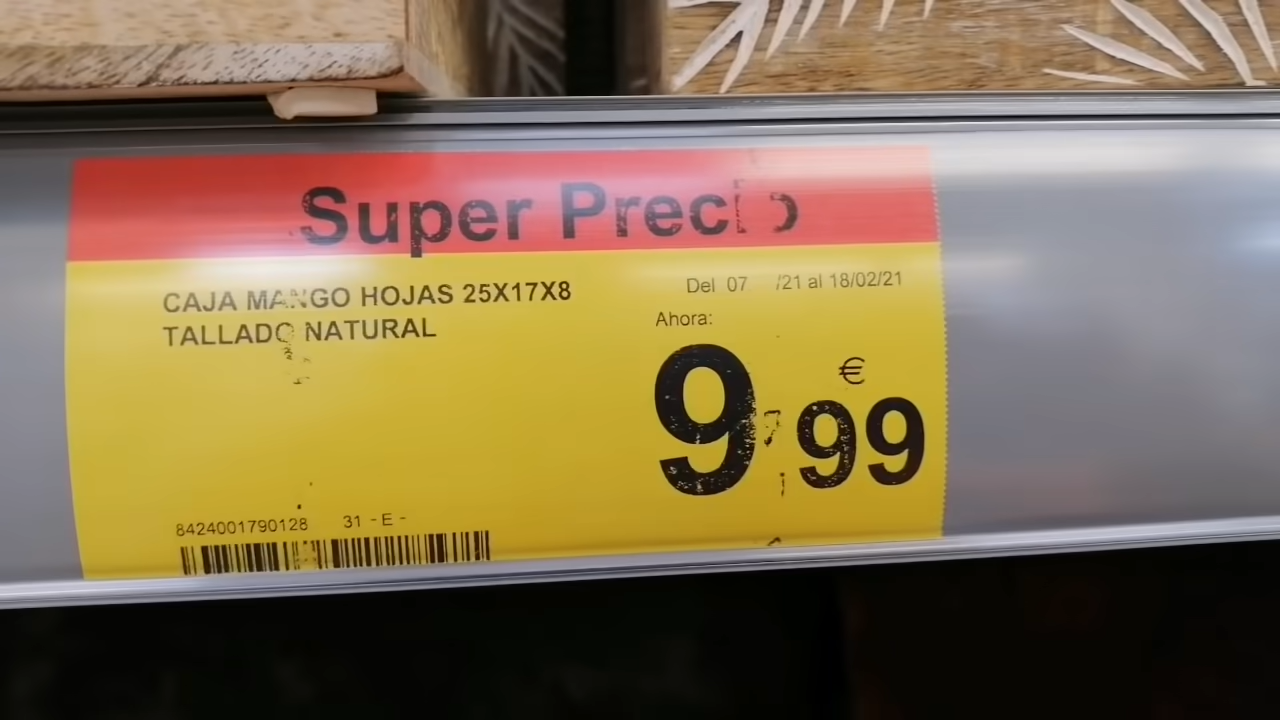 Super Precio
CAJA MANGO HOJAS 25X17X8
TALLADO NATURAL
Del 07 /21 al 18/02/21
Ahora:
€
9,99
8424001790128 31 - E -